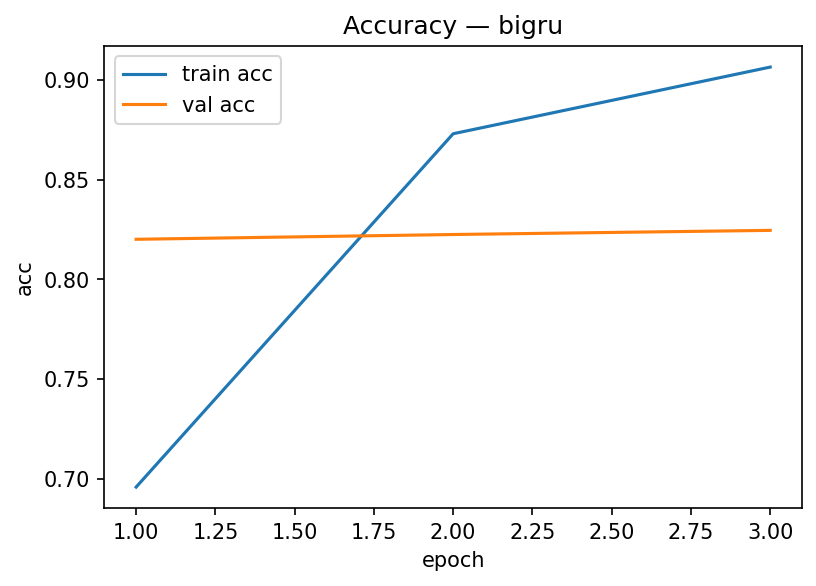 Accuracy — bigru
train acc
val acc
0.90
0.85
0.80
0.75
0.70
acc
1.00 1.25 1.50 1.75 2.00 2.25 2.50 2.75 3.00
epoch